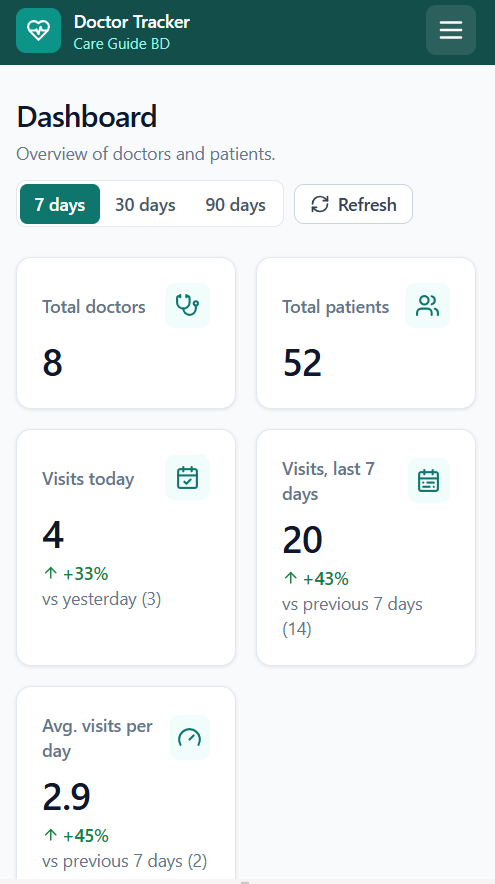 Doctor Tracker
Care Guide BD
Dashboard
Overview of doctors and patients.
7 days 30 days 90 days Refresh
Total doctors
8
Total patients
52
Visits today
4
+33%
vs yesterday (3)
Visits, last 7
days
20
+43%
vs previous 7 days
(14)
Avg. visits per
day
2.9
+45%
vs previous 7 days (2)